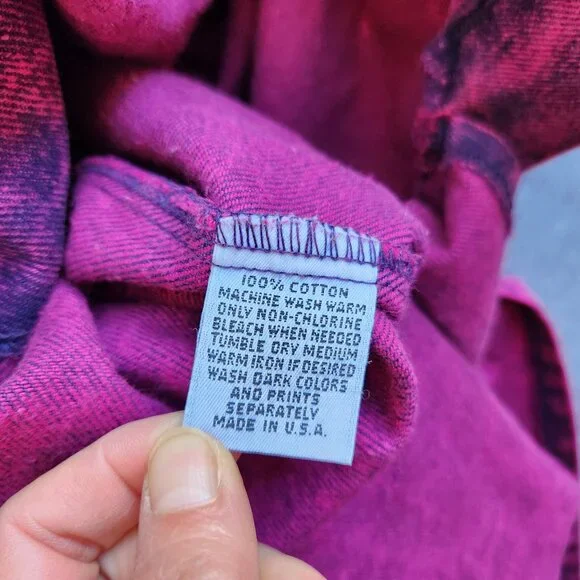 100% COTTON
MACHINE WASH WARM
ONLY NON-CHLORINE
BLEACH WHEN NEEDED
TUMBLE DRY MEDIUM
WARM IRON IF DESIRED
WASH DARK COLORS
AND PRINTS
SEPARATELY
MADE IN U.S.A.